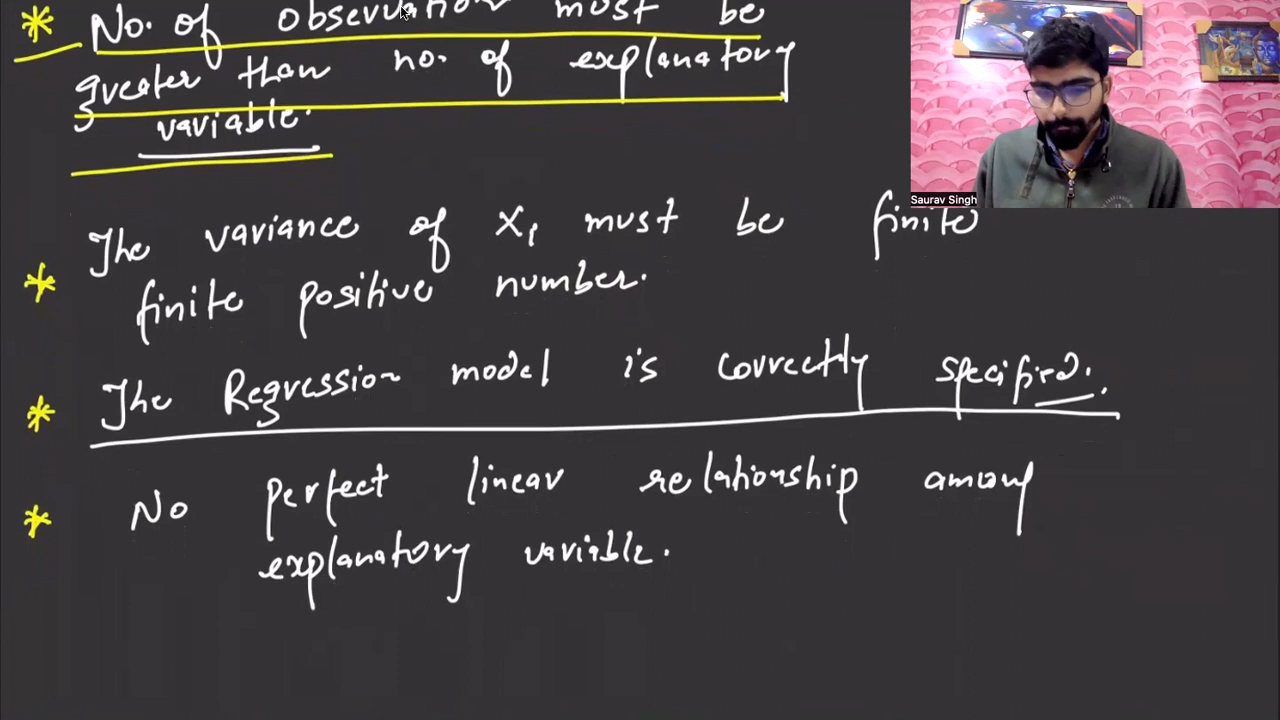 * No. of observation must be
greater than no. of explanatory
variable.
Saurav Singh
The variance of X₁ must be finite
* finite positive number.
* The Regression model is correctly specified.
* No perfect linear relationship among
explanatory variable.